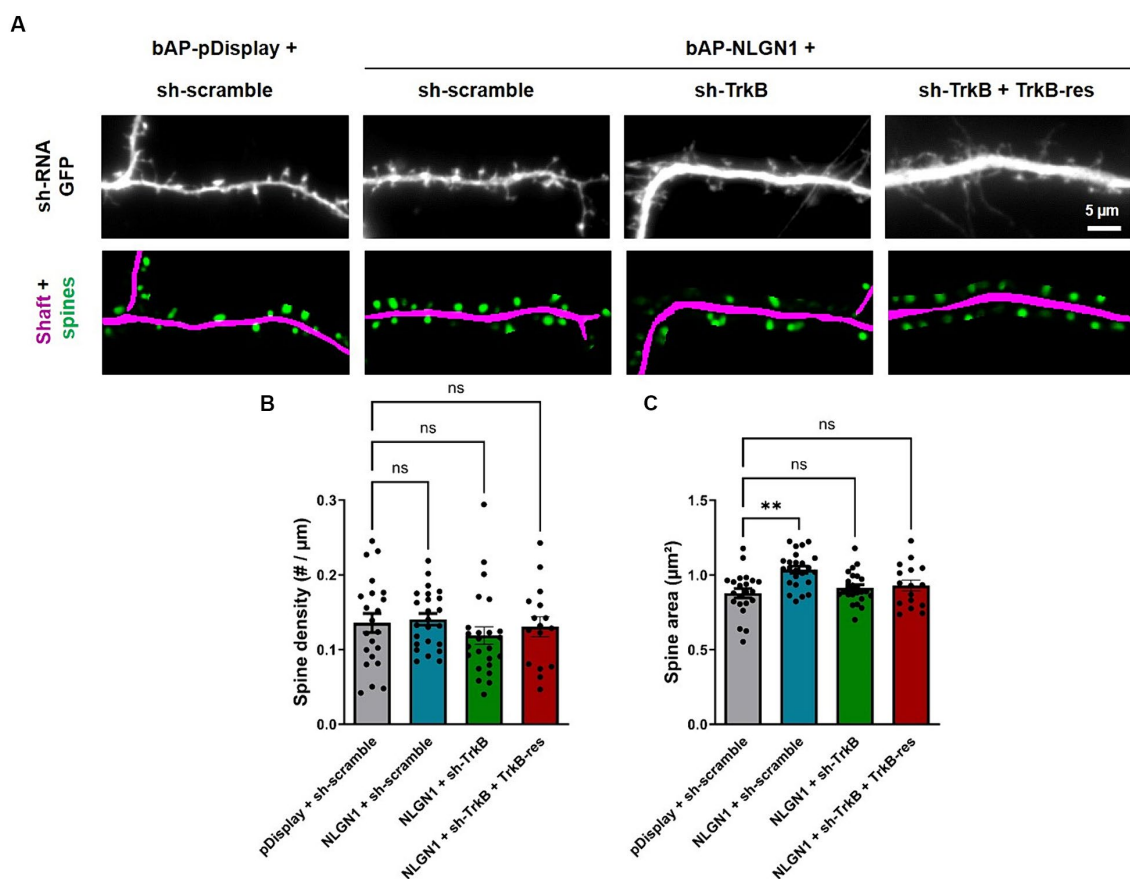 A
bAP-pDisplay +
bAP-NLGN1 +
sh-scramble
sh-scramble
sh-TrkB
sh-TrkB + TrkB-res
sh-RNA
GFP
5 µm
Shaft +
spines
B
ns
ns
ns
Spine density (# / µm)
0.3
0.2
0.1
0.0
pDisplay + sh-scramble
NLGN1 + sh-scramble
NLGN1 + sh-TrkB
NLGN1 + sh-TrkB + TrkB-res
C
ns
ns
**
Spine area (µm²)
1.5
1.0
0.5
0.0
pDisplay + sh-scramble
NLGN1 + sh-scramble
NLGN1 + sh-TrkB
NLGN1 + sh-TrkB + TrkB-res